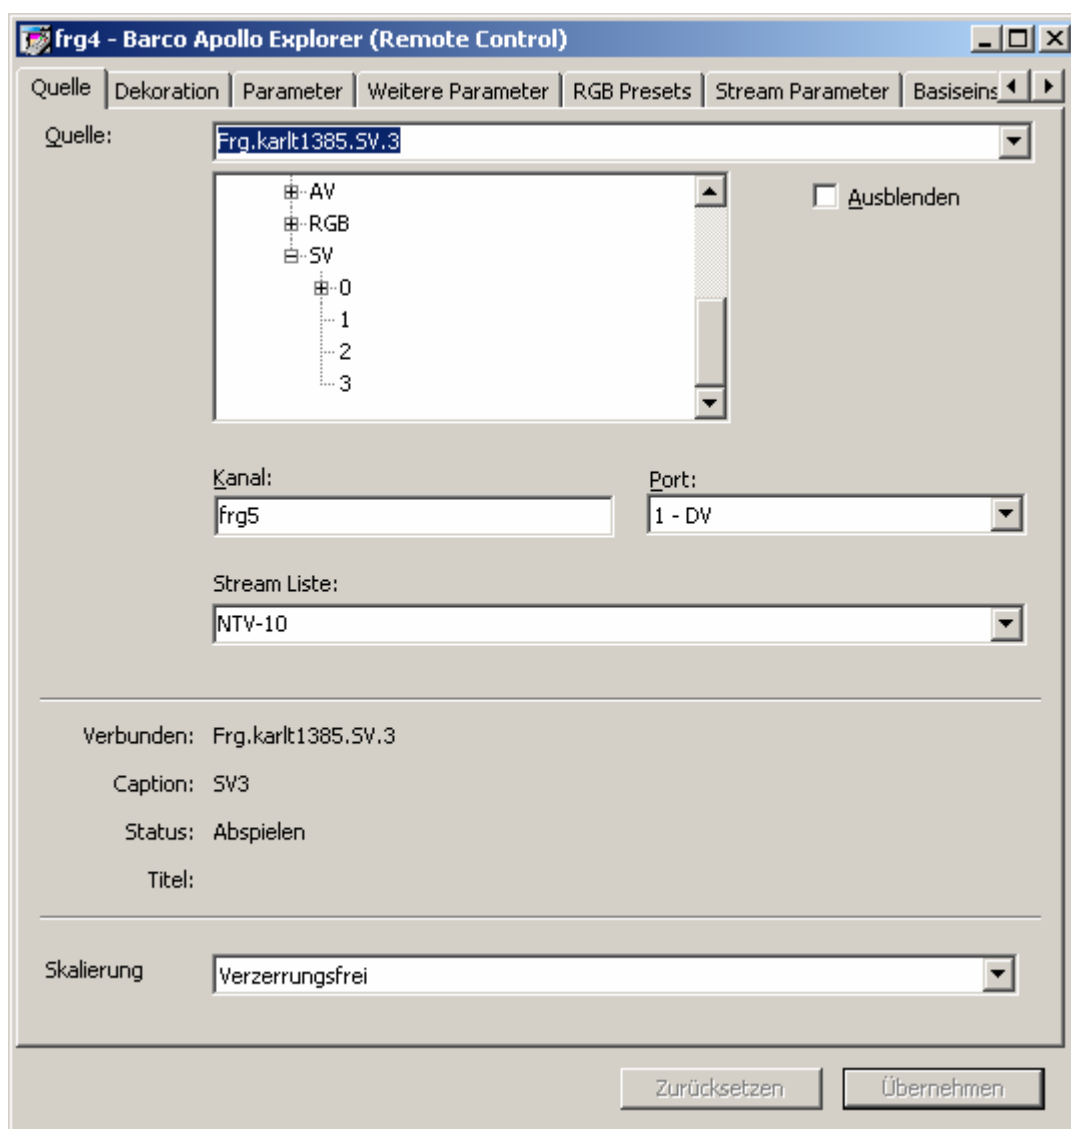 frg4 - Barco Apollo Explorer (Remote Control)
Quelle Dekoration Parameter Weitere Parameter RGB Presets Stream Parameter Basiseins
Quelle: Frg.karlt1385.SV.3
AV Ausblenden
RGB
SV
0
1
2
3
Kanal: Port:
frg5 1 - DV
Stream Liste:
NTV-10
Verbunden: Frg.karlt1385.SV.3
Caption: SV3
Status: Abspielen
Titel:
Skalierung Verzerrungsfrei
Zurücksetzen Übernehmen